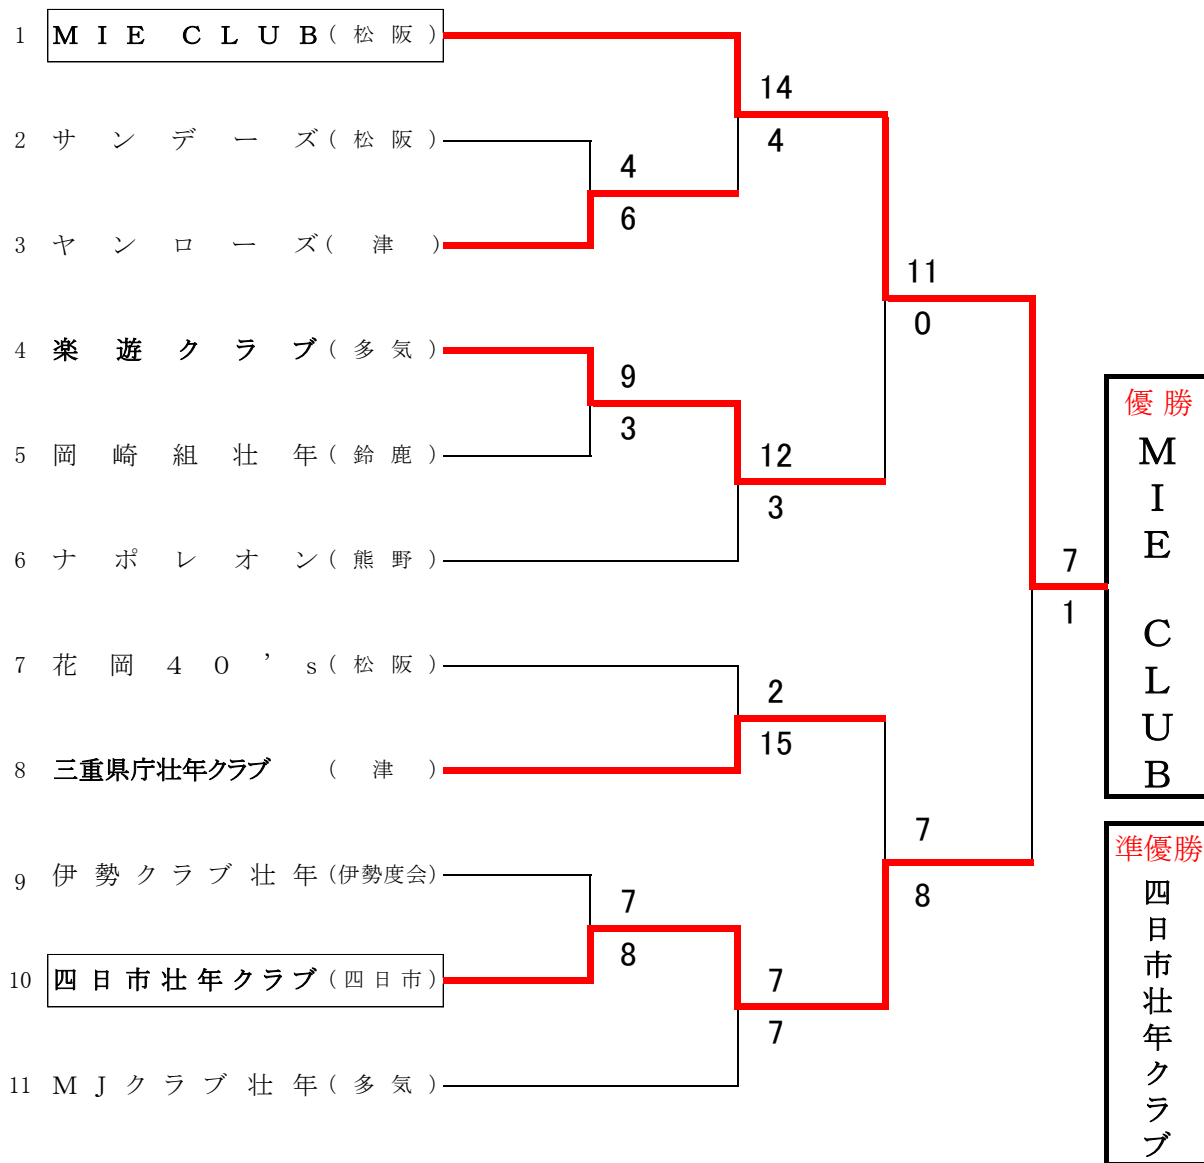 1 ＭＩＥ ＣＬＵＢ(松阪)
14
4
2 サンデーズ(松阪)
4
6
3 ヤンローズ(津)
11
0
4 楽遊クラブ(多気)
9
3
5 岡崎組壮年(鈴鹿)
12
3
6 ナポレオン(熊野)
7
1
7 花岡４０’s(松阪)
2
15
8 三重県庁壮年クラブ(津)
7
8
9 伊勢クラブ壮年(伊勢度会)
7
8
10 四日市壮年クラブ(四日市)
7
7
11 ＭＪクラブ壮年(多気)
優勝
ＭＩＥ ＣＬＵＢ
準優勝
四日市壮年クラブ